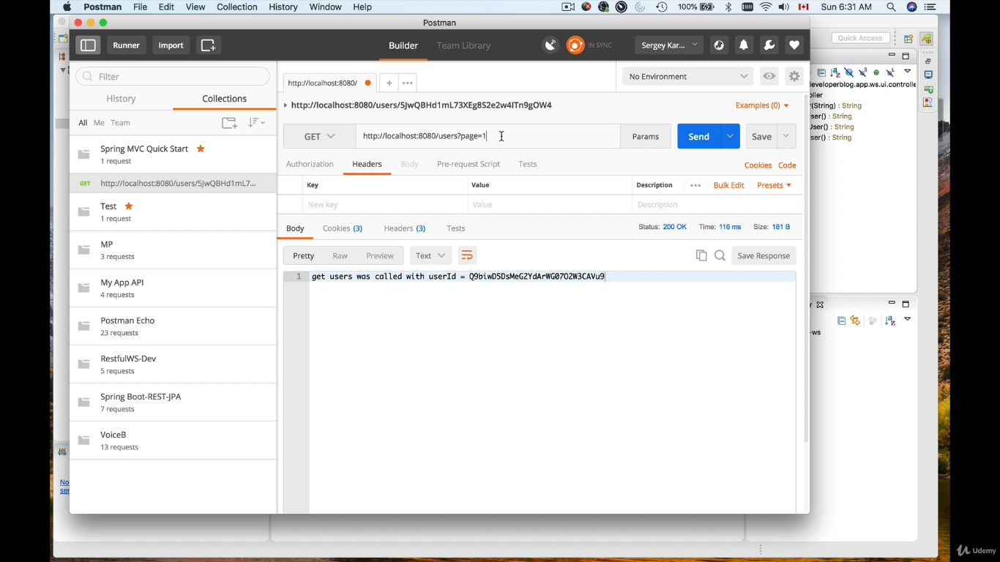 Postman File Edit View Collection History Window Help 100% Sun 6:31 AM
Postman
Quick Access
Runner Import Builder Team Library IN SYNC Sergey Kar...
Filter
http://localhost:8080/
No Environment
History Collections
All Me Team
http://localhost:8080/users/5JwQBHd1mL73XEg8S2e2w4ITn9gOW4
Examples (0)
GET http://localhost:8080/users?page=1 Params Send Save
Authorization Headers Body Pre-request Script Tests Cookies Code
Key Value Description Bulk Edit Presets
New key Value Description
Body Cookies (3) Headers (3) Tests Status: 200 OK Time: 116 ms Size: 181 B
Pretty Raw Preview Text Save Response
1 get users was called with userId = Q9biwD5DsMeG2YdArWG07O2W3CAVu9
Spring MVC Quick Start
1 request
GET http://localhost:8080/users/5JwQBHd1mL7...
Test
1 request
MP
3 requests
My App API
4 requests
Postman Echo
23 requests
RestfulWS-Dev
5 requests
Spring Boot-REST-JPA
7 requests
VoiceB
13 requests
developerblog.app.ws.ui.controlle
ller
r(String) : String
ser() : String
User() : String
ser() : String
-ws
No
ser
Udemy